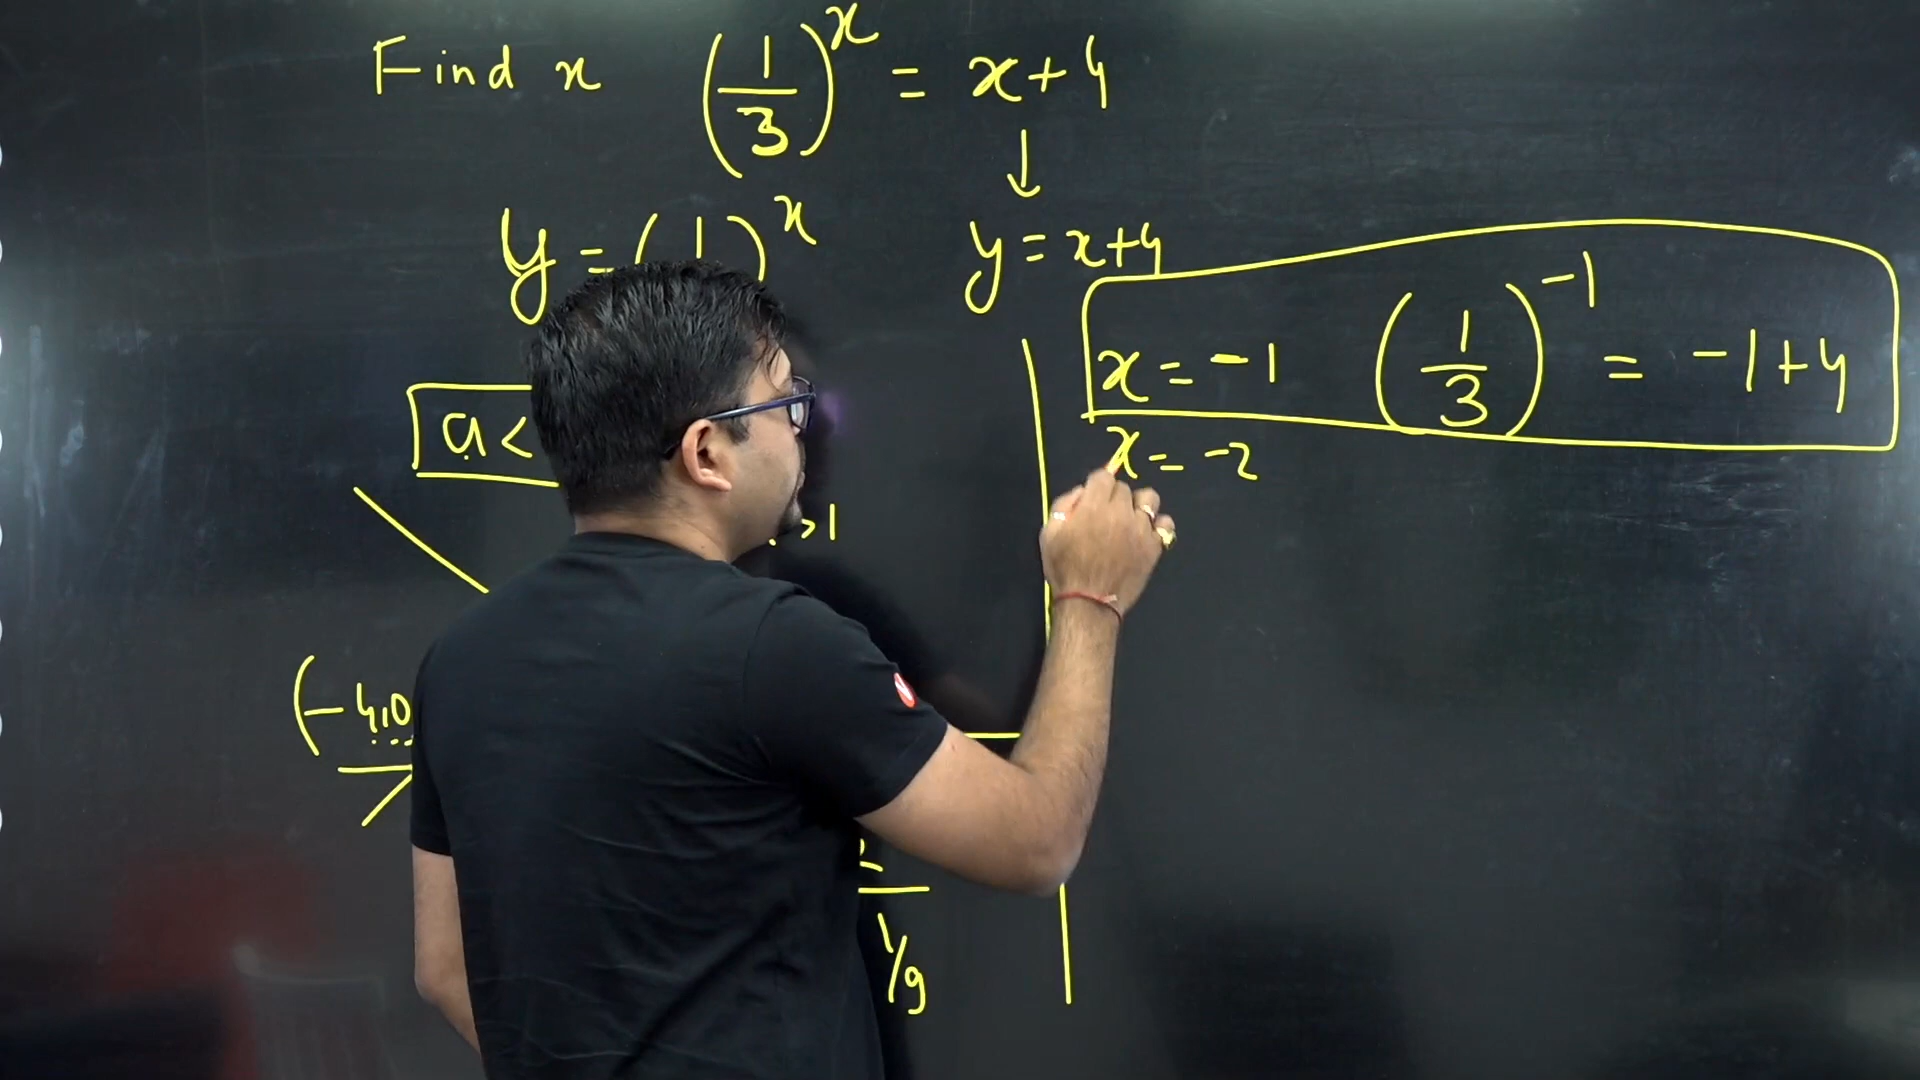 Find x (1/3)^x = x+4
↓
y = (1 )^x y = x+4
x = -1 (1/3)^-1 = -1+4
a <
x = -2
>1
(-4,0
1/9